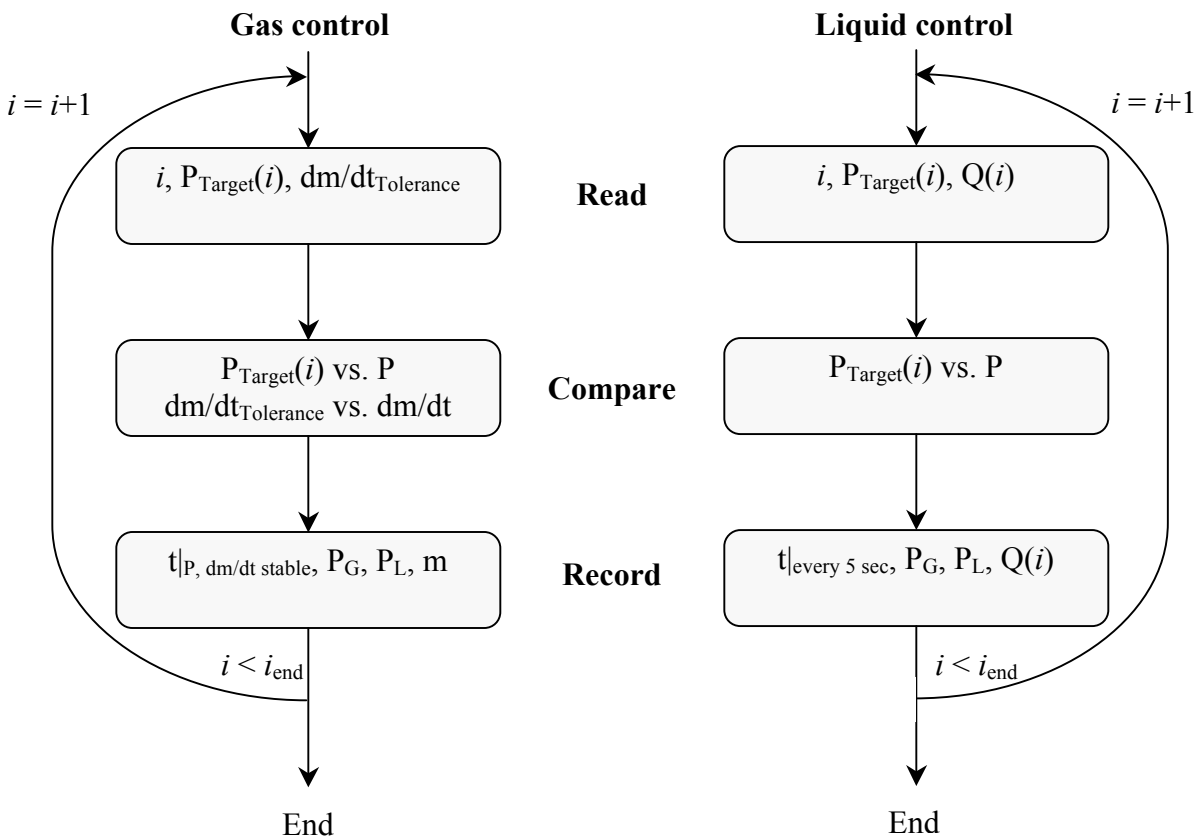 Gas control
Liquid control
i = i+1
i = i+1
i, P_Target(i), dm/dt_Tolerance
Read
i, P_Target(i), Q(i)
P_Target(i) vs. P
dm/dt_Tolerance vs. dm/dt
Compare
P_Target(i) vs. P
t|_P, dm/dt stable, P_G, P_L, m
Record
t|_every 5 sec, P_G, P_L, Q(i)
i < i_end
i < i_end
End
End